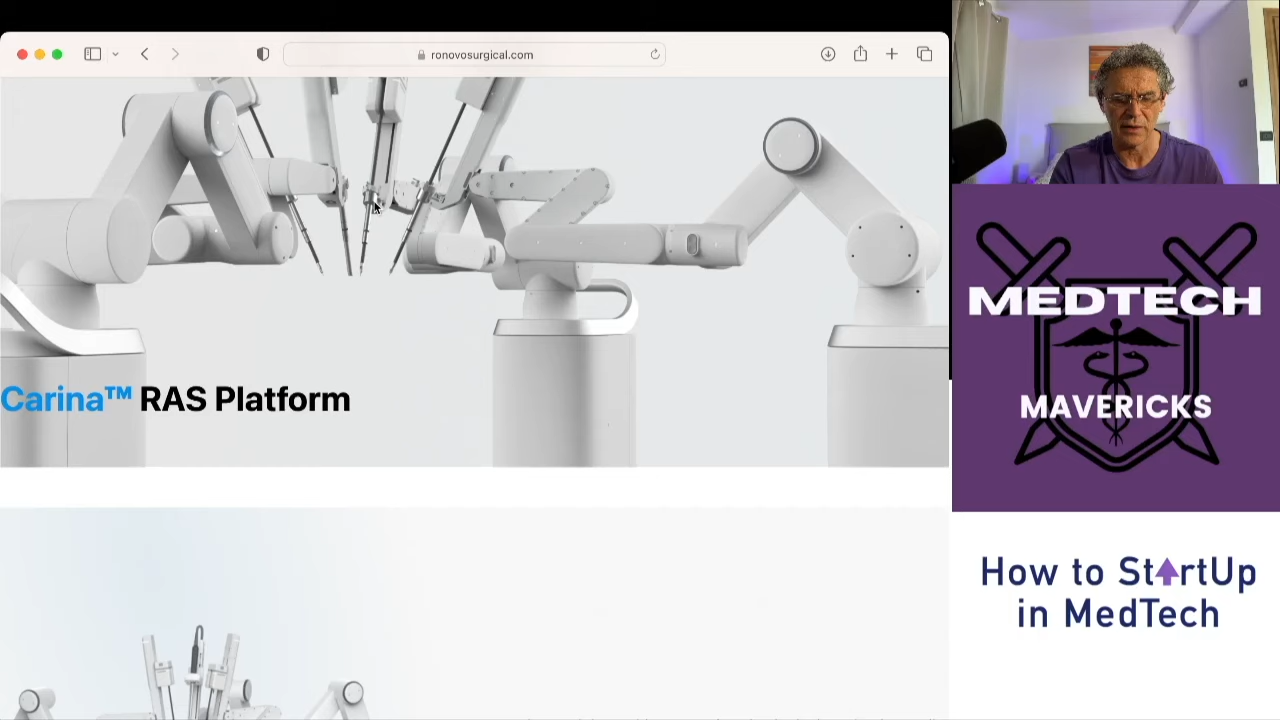 ronovosurgical.com
Carina™ RAS Platform
MEDTECH
MAVERICKS
How to StartUp
in MedTech